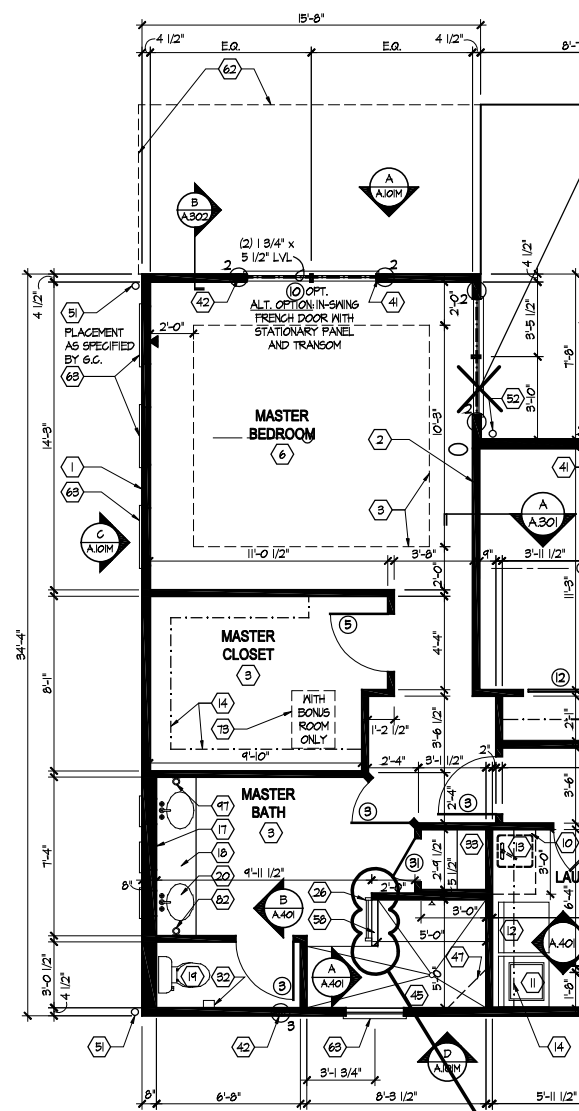 15'-8"
4 1/2"
E.Q.
E.Q.
4 1/2"
62
A
A.101M
B
A.302
(2) 1 3/4" x
5 1/2" LVL
2
2
42
10
OPT.
41
ALT. OPTION: IN-SWING
FRENCH DOOR WITH
STATIONARY PANEL
AND TRANSOM
4 1/2"
51
PLACEMENT
AS SPECIFIED
BY G.C.
2'-0"
2'-0"
2
4 1/2"
3'-5 1/2"
7'-8"
63
52
3'-10"
2
14'-3"
MASTER
BEDROOM
6
10'-3"
2
1
3
63
41
A
A.301
C
A.101M
11'-0 1/2"
3'-8"
9"
3'-11 1/2"
2'-0"
11'-3"
34'-4"
8'-1"
MASTER
CLOSET
3
5
4'-4"
12
14
73
WITH
BONUS
ROOM
ONLY
1'-2 1/2"
3'-6 1/2"
2'-1"
9'-10"
2'-4"
3'-1 1/2"
2"
3'-6"
97
MASTER
BATH
3
3
2'-4"
3
17
18
7'-4"
20
82
8"
9'-11 1/2"
31
2'-9 1/2"
5 1/2"
33
13
10
3'-0"
LAU
6'-4"
26
58
B
A.401
3'-0"
5'-0"
12
A.401
3'-0 1/2"
4 1/2"
19
32
3
A
A.401
5'-0"
47
45
11
1'-8"
51
42
3
63
D
A.101M
14
3'-1 3/4"
8"
6'-8"
8'-3 1/2"
5'-11 1/2"